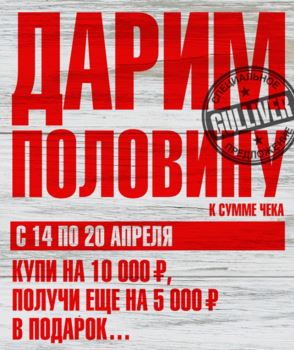 ДАРИМ
ПОЛОВИНУ
СПЕЦИАЛЬНОЕ
GULLIVER
ПРЕДЛОЖЕНИЕ
К СУММЕ ЧЕКА
С 14 ПО 20 АПРЕЛЯ
КУПИ НА 10 000 ₽,
ПОЛУЧИ ЕЩЕ НА 5 000 ₽
В ПОДАРОК...